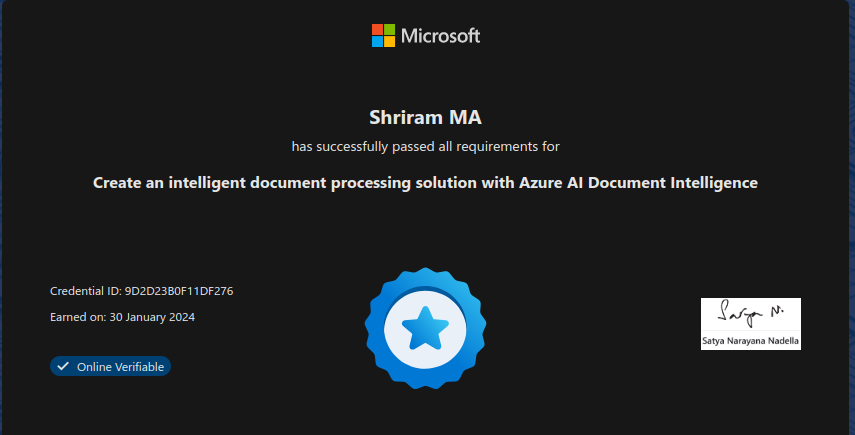 Microsoft
Shriram MA
has successfully passed all requirements for
Create an intelligent document processing solution with Azure AI Document Intelligence
Credential ID: 9D2D23B0F11DF276
Earned on: 30 January 2024
Online Verifiable
Satya N.
Satya Narayana Nadella